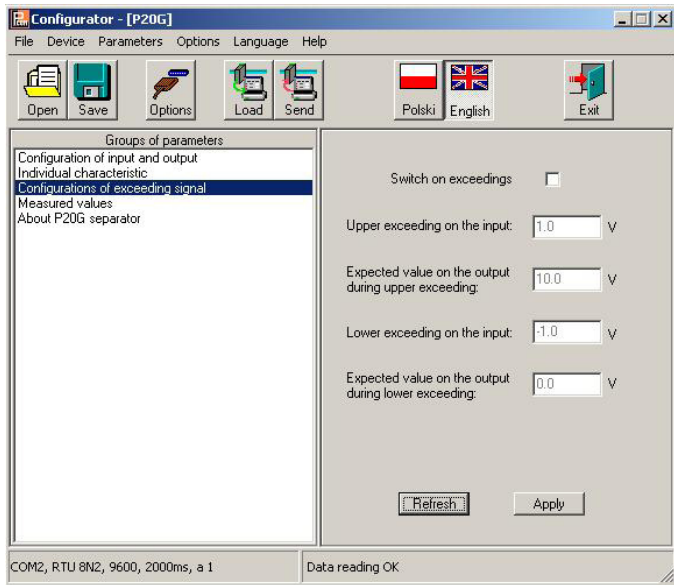 Configurator - [P20G]
File Device Parameters Options Language Help
Open Save Options Load Send Polski English Exit
Groups of parameters
Configuration of input and output
Individual characteristic
Configurations of exceeding signal
Measured values
About P20G separator
Switch on exceedings
Upper exceeding on the input: 1.0 V
Expected value on the output
during upper exceeding: 10.0 V
Lower exceeding on the input: -1.0 V
Expected value on the output
during lower exceeding: 0.0 V
Refresh Apply
COM2, RTU 8N2, 9600, 2000ms, a 1 Data reading OK